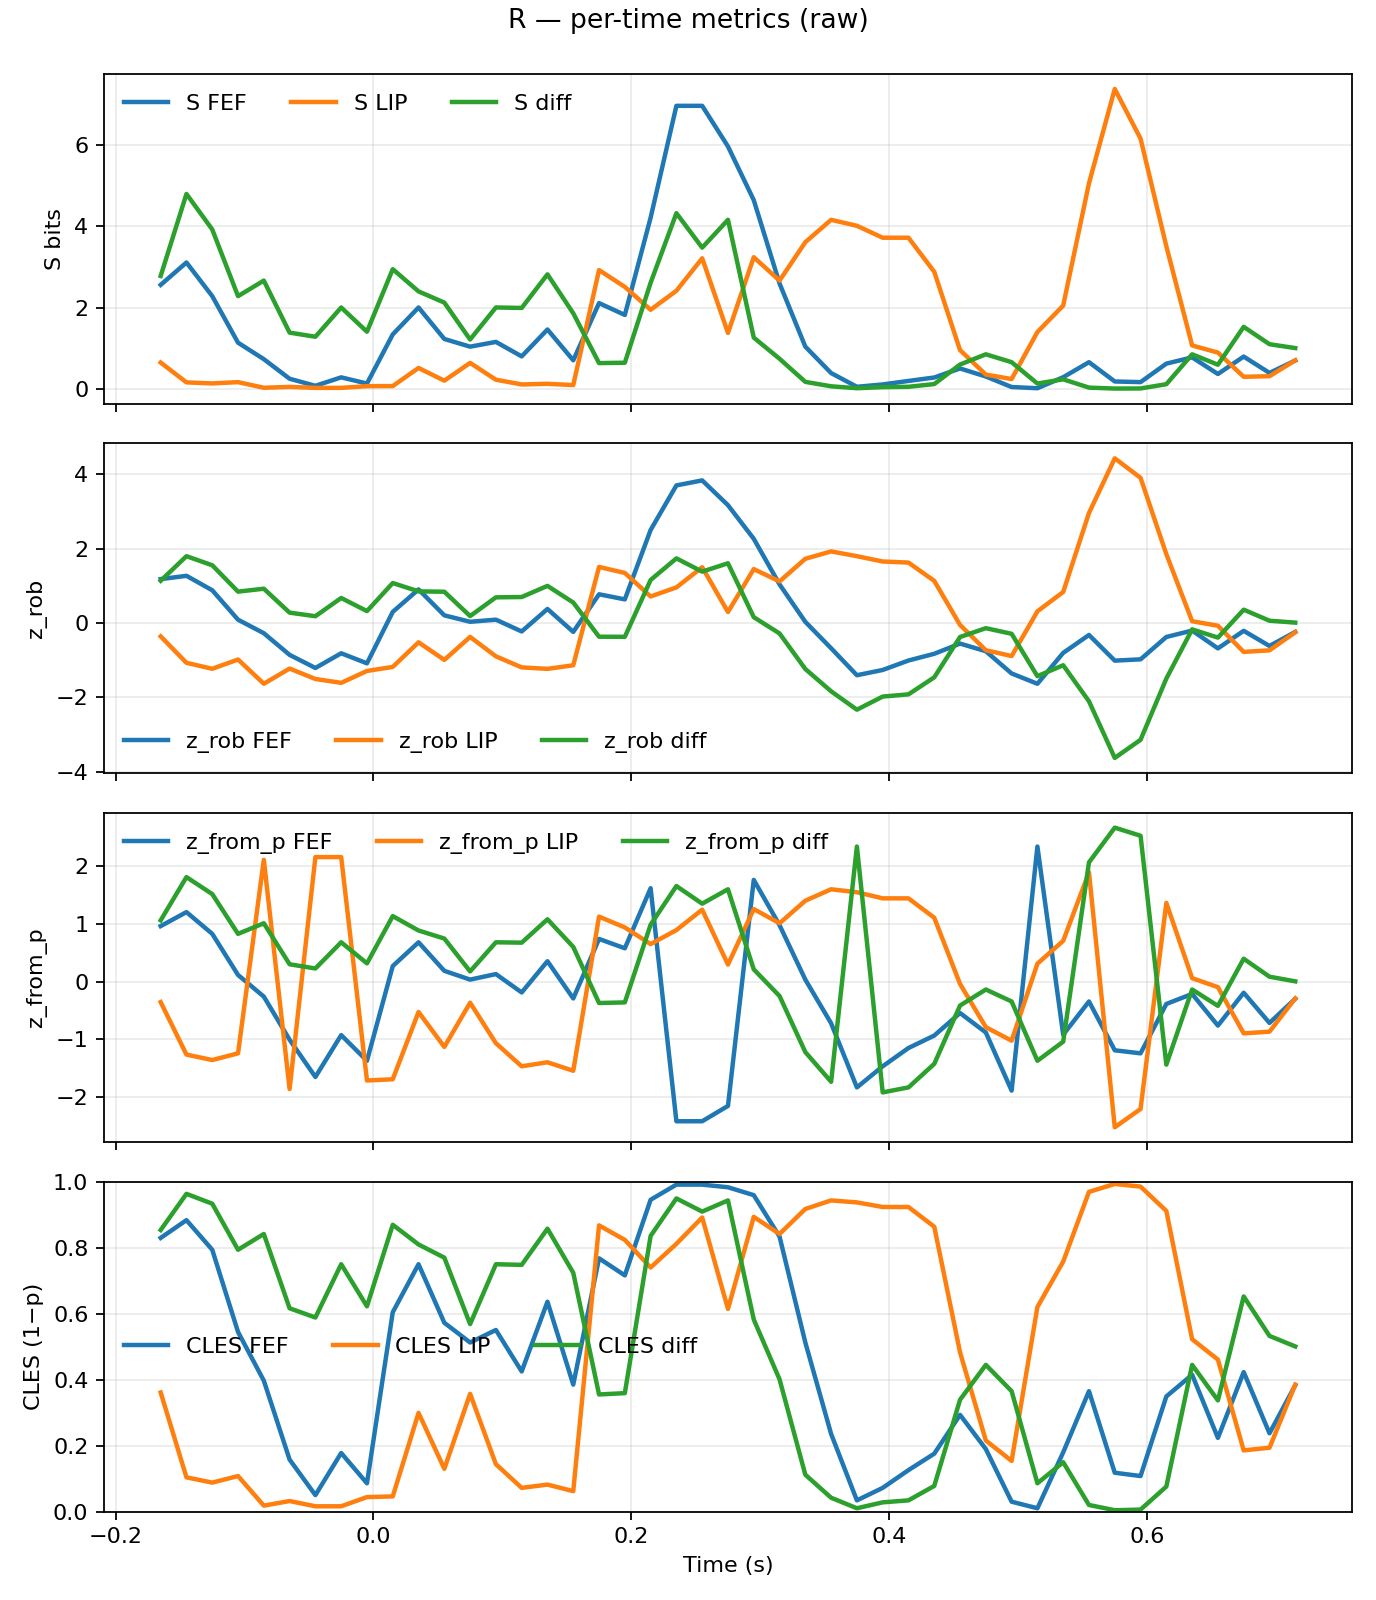 R — per-time metrics (raw)
S FEF S LIP S diff
S bits
6
4
2
0
4
2
0
−2
−4
z_rob
z_rob FEF z_rob LIP z_rob diff
z_from_p FEF z_from_p LIP z_from_p diff
z_from_p
2
1
0
−1
−2
1.0
0.8
0.6
0.4
0.2
0.0
CLES (1−p)
CLES FEF CLES LIP CLES diff
−0.2 0.0 0.2 0.4 0.6
Time (s)